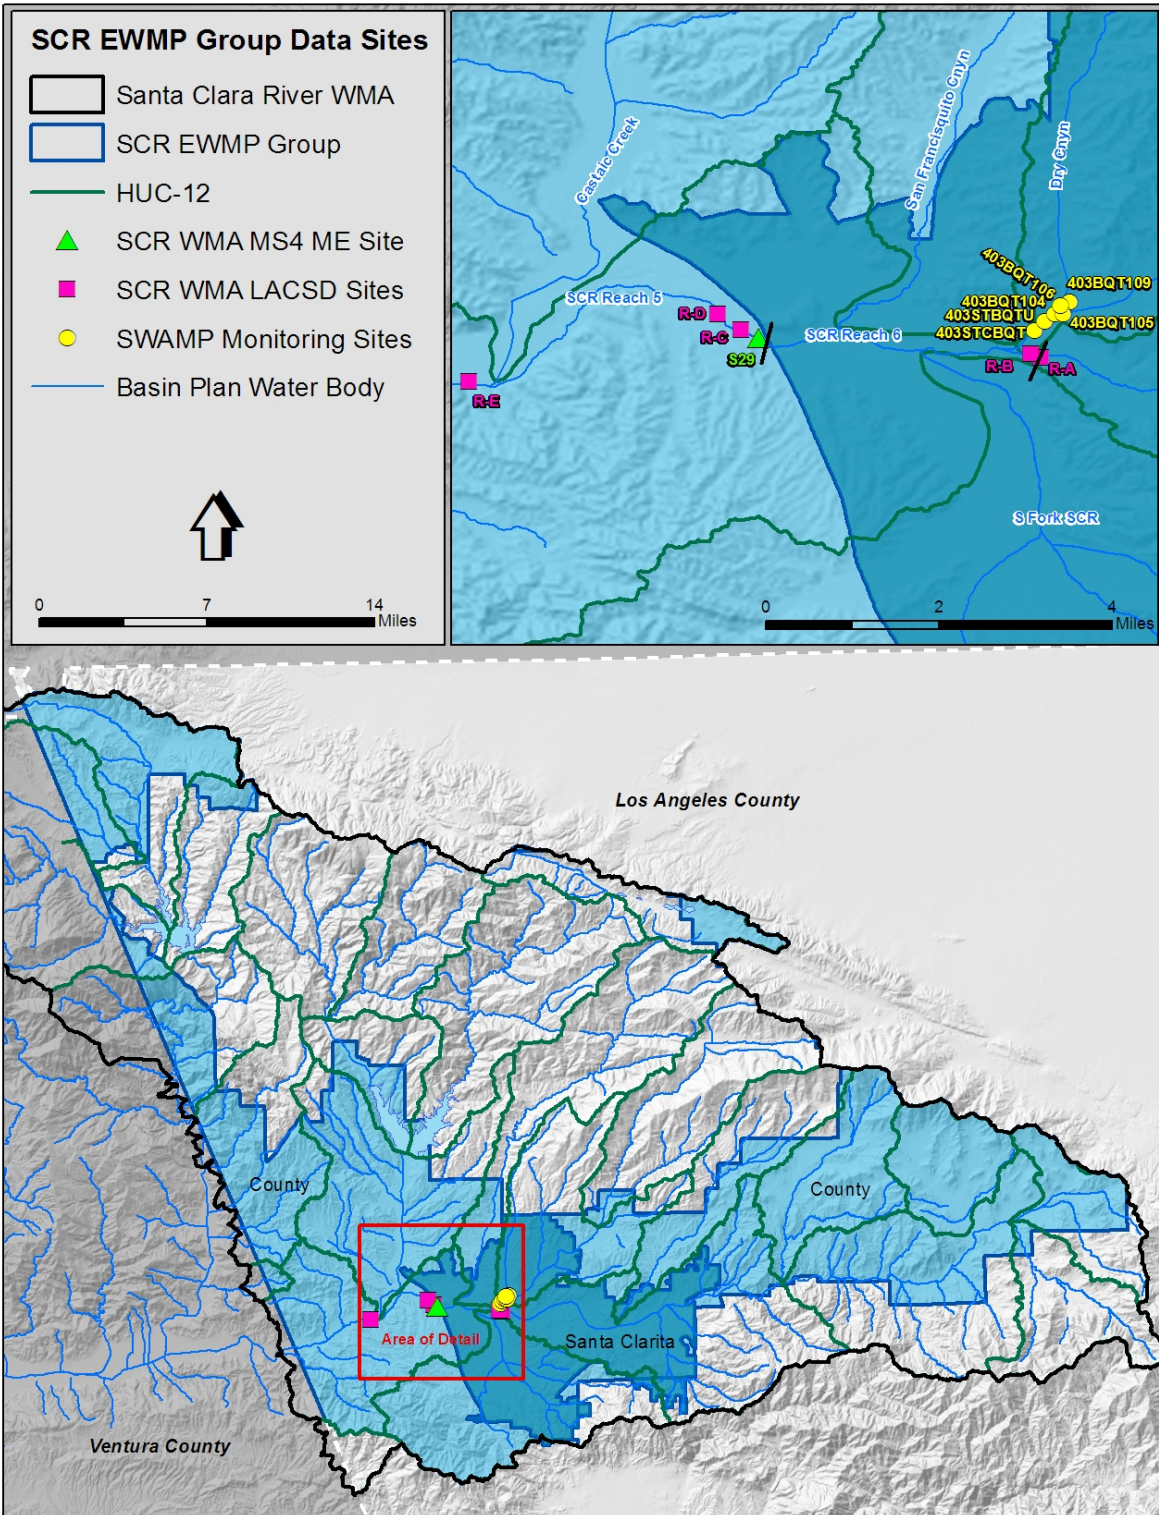 SCR EWMP Group Data Sites
Santa Clara River WMA
SCR EWMP Group
HUC-12
SCR WMA MS4 ME Site
SCR WMA LACSD Sites
SWAMP Monitoring Sites
Basin Plan Water Body
0 7 14
Miles
Castaic Creek
San Francisquito Cnyn
Dry Cnyn
SCR Reach 5
R-D
R-C
S29
R-E
SCR Reach 6
403BQT106
403BQT109
403BQT104
403STBQTU
403BQT105
403STCBQT
R-B
R-A
S Fork SCR
0 2 4
Miles
Los Angeles County
County
County
Area of Detail
Santa Clarita
Ventura County